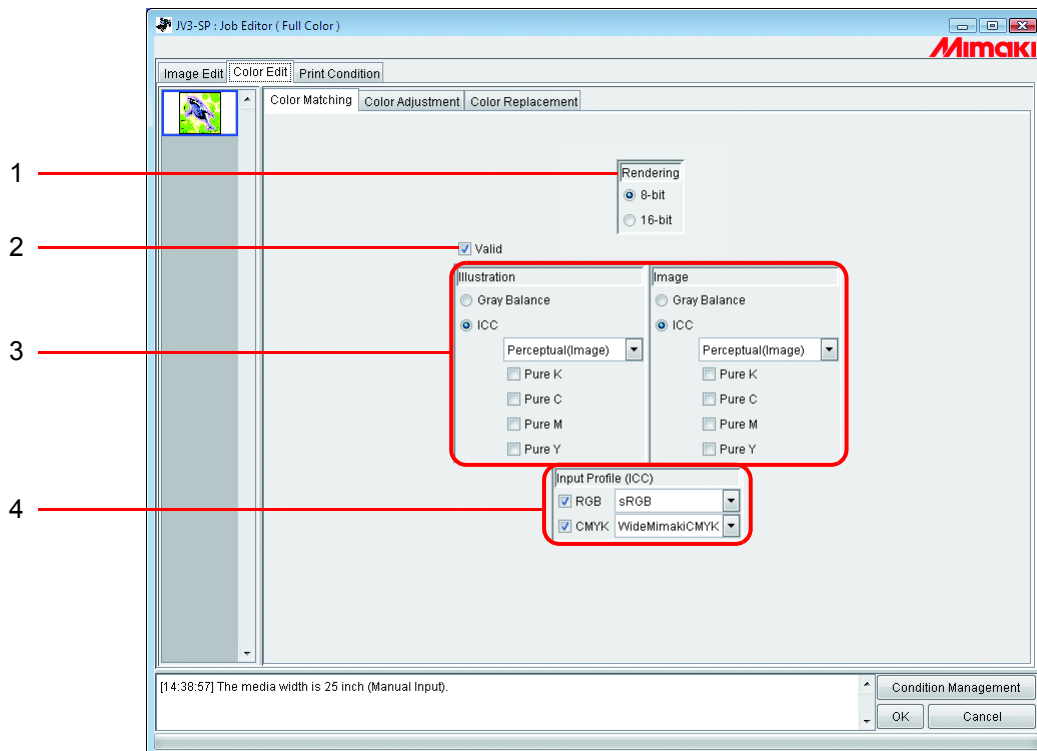 JV3-SP : Job Editor ( Full Color )
Mimaki
Image Edit Color Edit Print Condition
Color Matching Color Adjustment Color Replacement
1
Rendering
8-bit
16-bit
2
Valid
Illustration Image
Gray Balance Gray Balance
ICC ICC
3
Perceptual(Image) Perceptual(Image)
Pure K Pure K
Pure C Pure C
Pure M Pure M
Pure Y Pure Y
Input Profile (ICC)
4
RGB sRGB
CMYK WideMimakiCMYK
[14:38:57] The media width is 25 inch (Manual Input).
Condition Management
OK Cancel